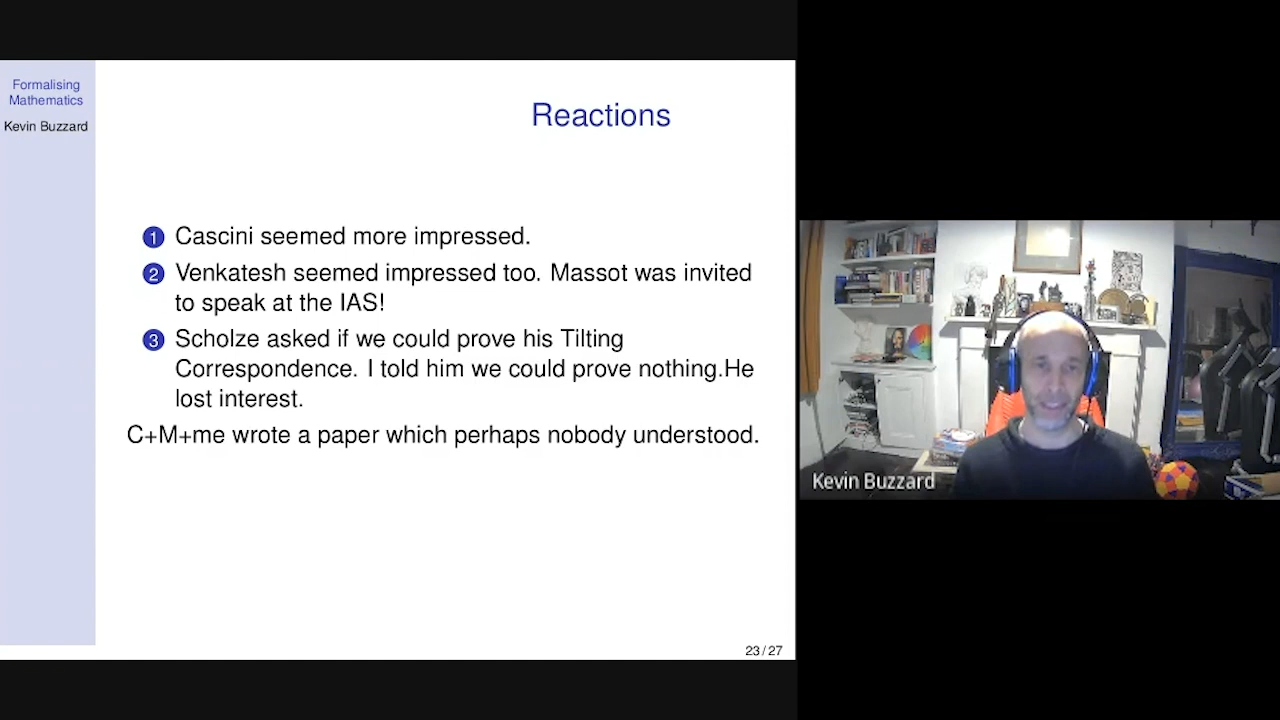 Formalising
Mathematics
Kevin Buzzard
Reactions
1 Cascini seemed more impressed.
2 Venkatesh seemed impressed too. Massot was invited
to speak at the IAS!
3 Scholze asked if we could prove his Tilting
Correspondence. I told him we could prove nothing.He
lost interest.
C+M+me wrote a paper which perhaps nobody understood.
23/27
Kevin Buzzard